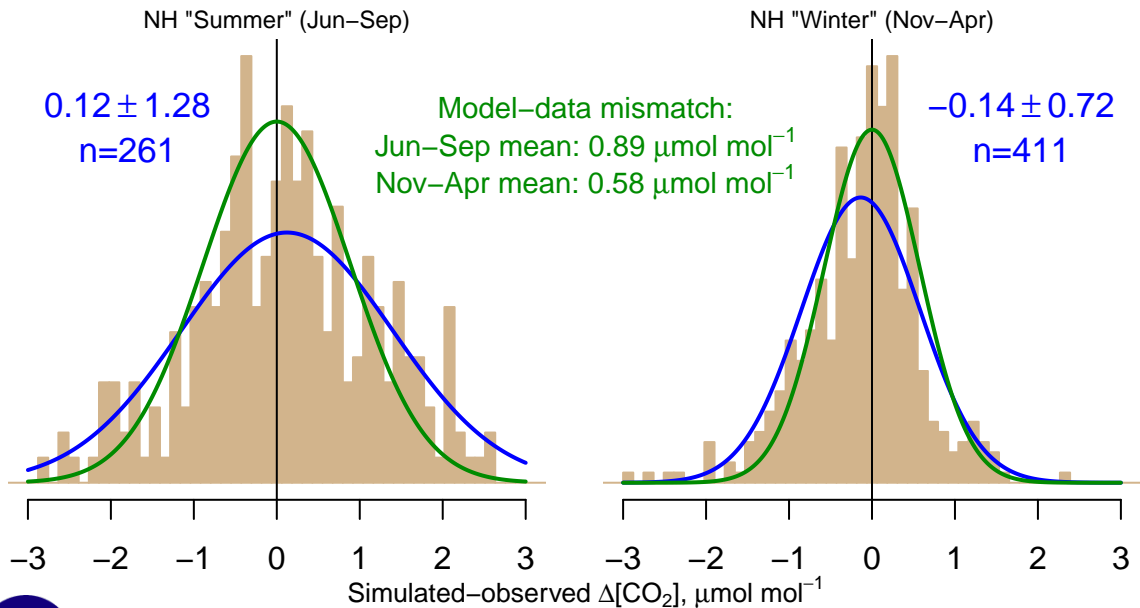 NH "Summer" (Jun−Sep)
NH "Winter" (Nov−Apr)
0.12 ± 1.28
n=261
Model−data mismatch:
Jun−Sep mean: 0.89 μmol mol⁻¹
Nov−Apr mean: 0.58 μmol mol⁻¹
−0.14 ± 0.72
n=411
−3 −2 −1 0 1 2 3
−3 −2 −1 0 1 2 3
Simulated−observed Δ[CO₂], μmol mol⁻¹